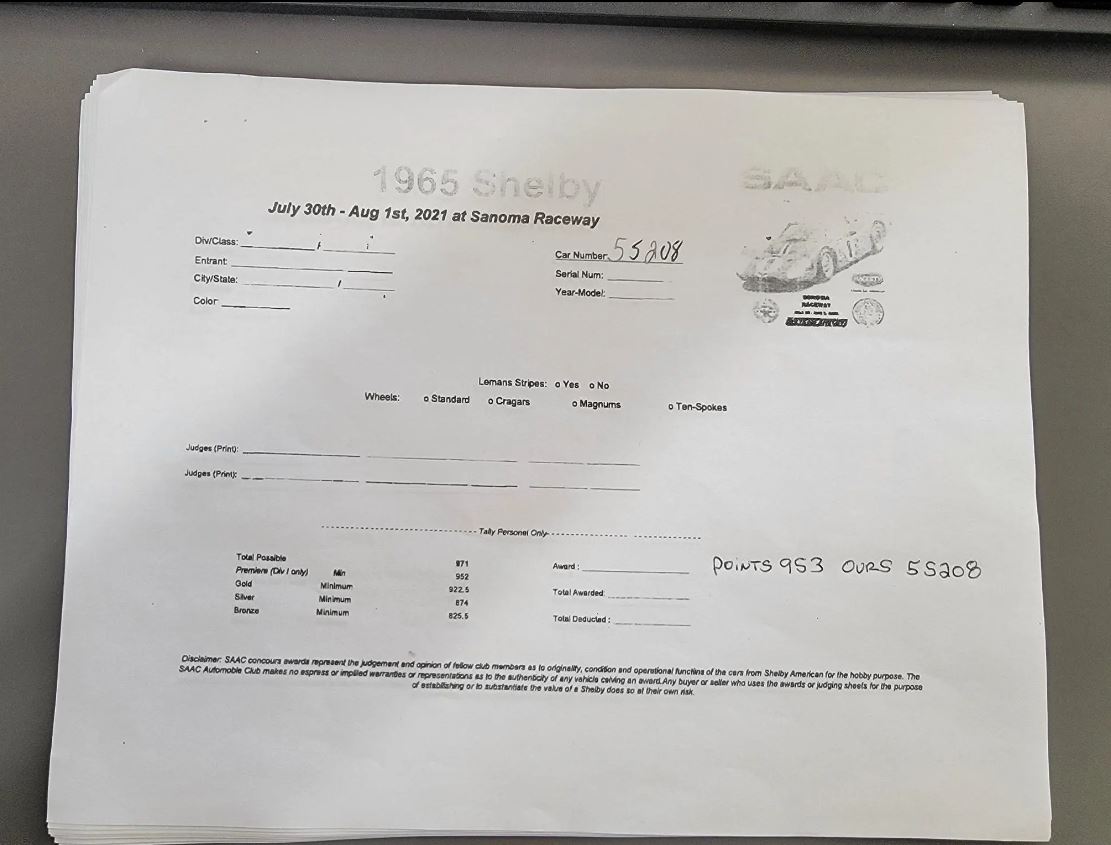 1965 Shelby
SAAC
July 30th - Aug 1st, 2021 at Sanoma Raceway
Div/Class: / /
Car Number: 5S208
Entrant:
Serial Num:
City/State: /
Year-Model:
Color
SONOMA
RACEWAY
Lemans Stripes: o Yes o No
Wheels: o Standard o Cragars o Magnums o Ten-Spokes
Judges (Print):
Judges (Print):
Tally Personel Only
Total Possible 971
Premiere (Div I only) Min 952
Gold Minimum 922.5
Silver Minimum 874
Bronze Minimum 825.5
Award :
Total Awarded:
Total Deducted :
POINTS 953 OURS 5S208
Disclaimer: SAAC concours awards represent the judgement and opinion of fellow club members as to originality, condition and operational functins of the cars from Shelby American for the hobby purpose. The
SAAC Automoble Club makes no espress or implied warranties or representations as to the authenticity of any vehicle ceiving an award.Any buyer or seller who uses the awards or judging sheets for the purpose
of establishing or to substantiate the value of a Shelby does so at their own risk.